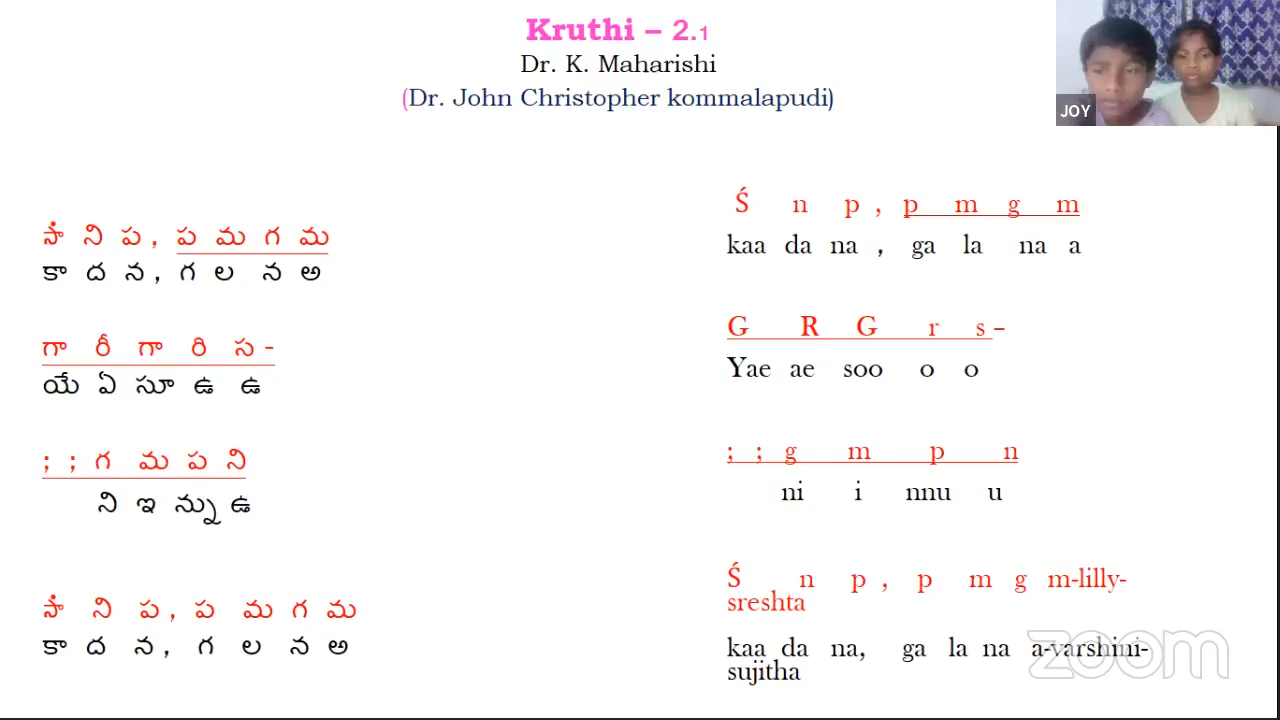 Kruthi – 2.1
Dr. K. Maharishi
(Dr. John Christopher kommalapudi)
JOY
సా̇ ని ప , ప మ గ మ
కా ద న , గ ల న అ
గా రీ గా రి స -
యే ఏ సూ ఉ ఉ
; ; గ మ ప ని
ని ఇ న్ను ఉ
సా̇ ని ప , ప మ గ మ
కా ద న , గ ల న అ
Ś n p , p m g m
kaa da na , ga la na a
G R G r s -
Yae ae soo o o
; ; g m p n
ni i nnu u
Ś n p , p m g m-lilly-
sreshta
kaa da na, ga la na a-varshini-
sujitha
zoom